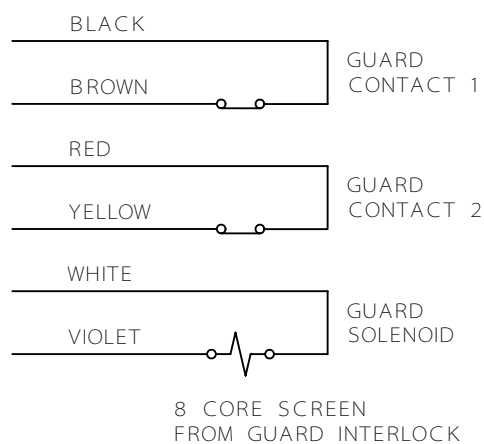 BLACK
GUARD
CONTACT 1
BROWN
RED
GUARD
CONTACT 2
YELLOW
WHITE
GUARD
SOLENOID
VIOLET
8 CORE SCREEN
FROM GUARD INTERLOCK